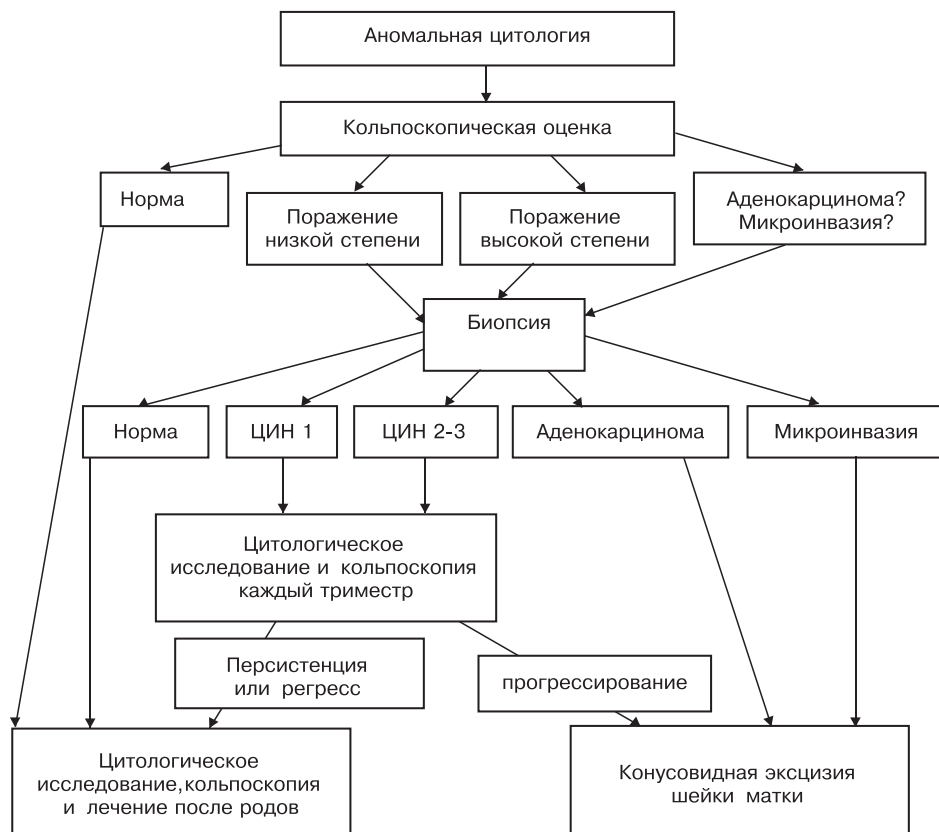 Аномальная цитология
Кольпоскопическая оценка
Норма
Поражение
низкой степени
Поражение
высокой степени
Аденокарцинома?
Микроинвазия?
Биопсия
Норма
ЦИН 1
ЦИН 2-3
Аденокарцинома
Микроинвазия
Цитологическое
исследование и кольпоскопия
каждый триместр
Персистенция
или регресс
прогрессирование
Цитологическое
исследование,кольпоскопия
и лечение после родов
Конусовидная эксцизия
шейки матки